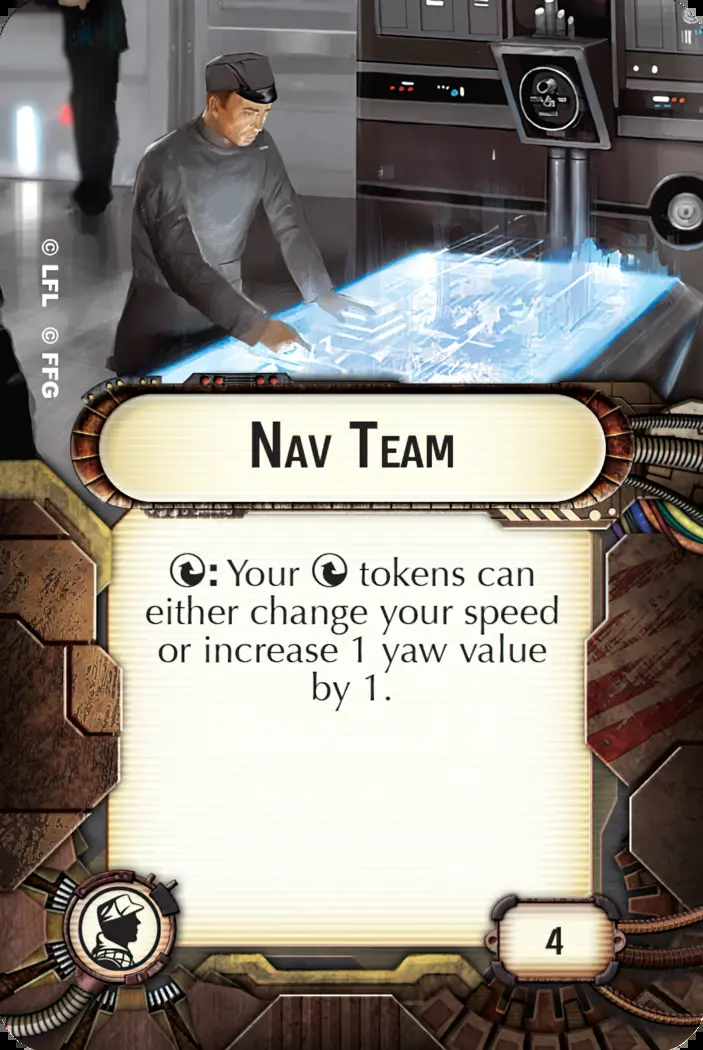 © LFL © FFG
Nav Team
: Your tokens can
either change your speed
or increase 1 yaw value
by 1.
4